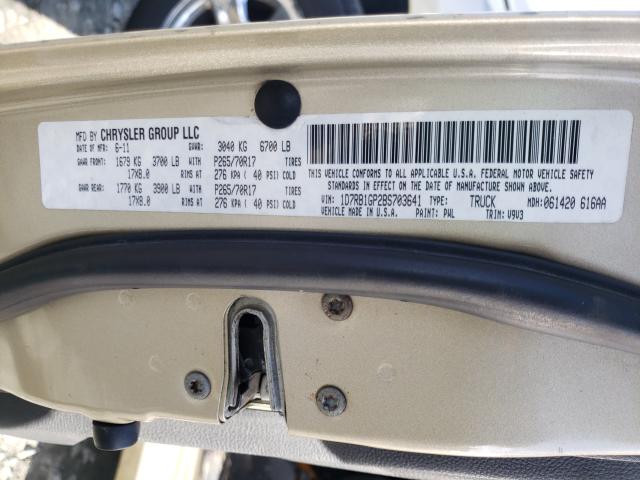 MFD BY CHRYSLER GROUP LLC
DATE OF MFR: 6-11 GVWR: 3040 KG 6700 LB
GAWR FRONT: 1679 KG 3700 LB WITH P265/70R17 TIRES
17X8.0 RIMS AT 276 KPA ( 40 PSI) COLD
GAWR REAR: 1770 KG 3900 LB WITH P265/70R17 TIRES
17X8.0 RIMS AT 276 KPA ( 40 PSI) COLD
THIS VEHICLE CONFORMS TO ALL APPLICABLE U.S.A. FEDERAL MOTOR VEHICLE SAFETY
STANDARDS IN EFFECT ON THE DATE OF MANUFACTURE SHOWN ABOVE.
VIN: 1D7RB1GP2BS703641 TYPE: TRUCK MDH: 061420 616AA
VEHICLE MADE IN U.S.A. PAINT: PWL TRIM: V9V3